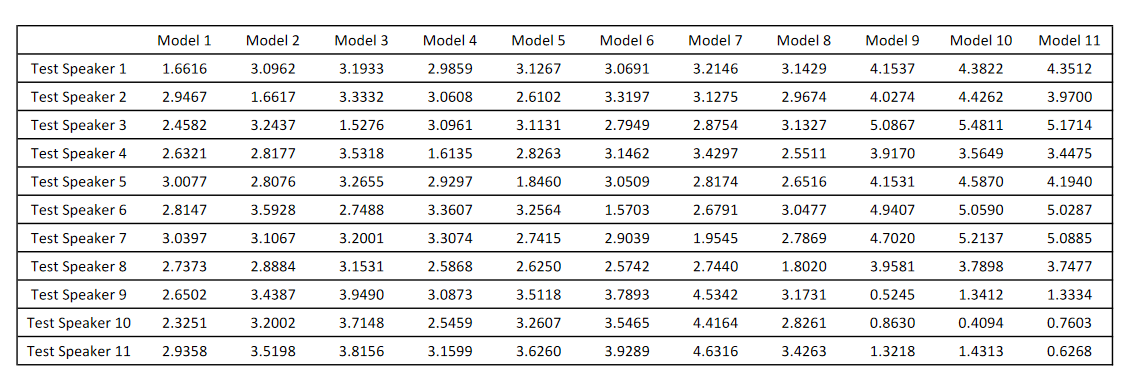 Model 1 Model 2 Model 3 Model 4 Model 5 Model 6 Model 7 Model 8 Model 9 Model 10 Model 11
Test Speaker 1 1.6616 3.0962 3.1933 2.9859 3.1267 3.0691 3.2146 3.1429 4.1537 4.3822 4.3512
Test Speaker 2 2.9467 1.6617 3.3332 3.0608 2.6102 3.3197 3.1275 2.9674 4.0274 4.4262 3.9700
Test Speaker 3 2.4582 3.2437 1.5276 3.0961 3.1131 2.7949 2.8754 3.1327 5.0867 5.4811 5.1714
Test Speaker 4 2.6321 2.8177 3.5318 1.6135 2.8263 3.1462 3.4297 2.5511 3.9170 3.5649 3.4475
Test Speaker 5 3.0077 2.8076 3.2655 2.9297 1.8460 3.0509 2.8174 2.6516 4.1531 4.5870 4.1940
Test Speaker 6 2.8147 3.5928 2.7488 3.3607 3.2564 1.5703 2.6791 3.0477 4.9407 5.0590 5.0287
Test Speaker 7 3.0397 3.1067 3.2001 3.3074 2.7415 2.9039 1.9545 2.7869 4.7020 5.2137 5.0885
Test Speaker 8 2.7373 2.8884 3.1531 2.5868 2.6250 2.5742 2.7440 1.8020 3.9581 3.7898 3.7477
Test Speaker 9 2.6502 3.4387 3.9490 3.0873 3.5118 3.7893 4.5342 3.1731 0.5245 1.3412 1.3334
Test Speaker 10 2.3251 3.2002 3.7148 2.5459 3.2607 3.5465 4.4164 2.8261 0.8630 0.4094 0.7603
Test Speaker 11 2.9358 3.5198 3.8156 3.1599 3.6260 3.9289 4.6316 3.4263 1.3218 1.4313 0.6268